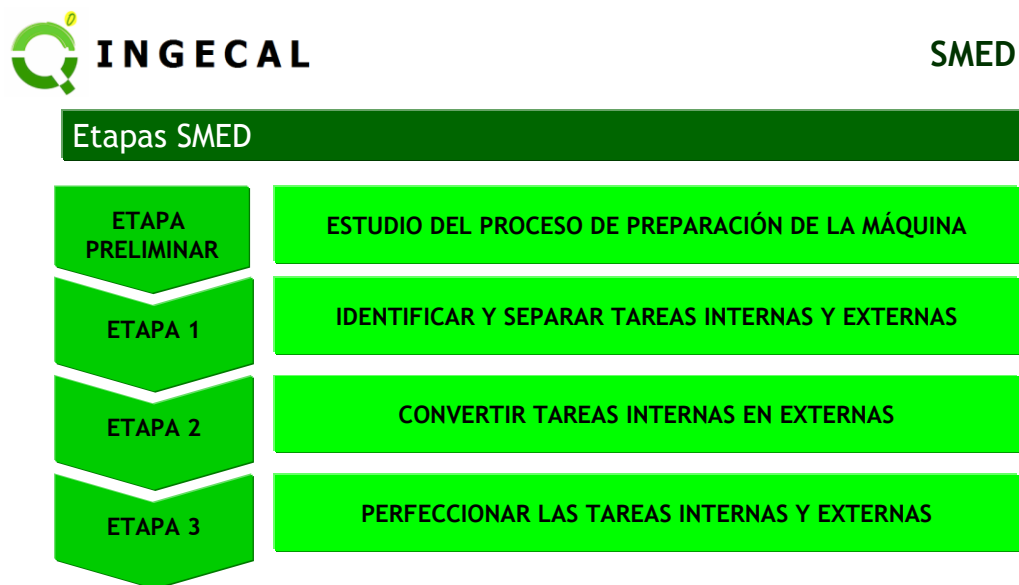 INGECAL
SMED
Etapas SMED
ETAPA
PRELIMINAR
ESTUDIO DEL PROCESO DE PREPARACIÓN DE LA MÁQUINA
ETAPA 1
IDENTIFICAR Y SEPARAR TAREAS INTERNAS Y EXTERNAS
ETAPA 2
CONVERTIR TAREAS INTERNAS EN EXTERNAS
ETAPA 3
PERFECCIONAR LAS TAREAS INTERNAS Y EXTERNAS